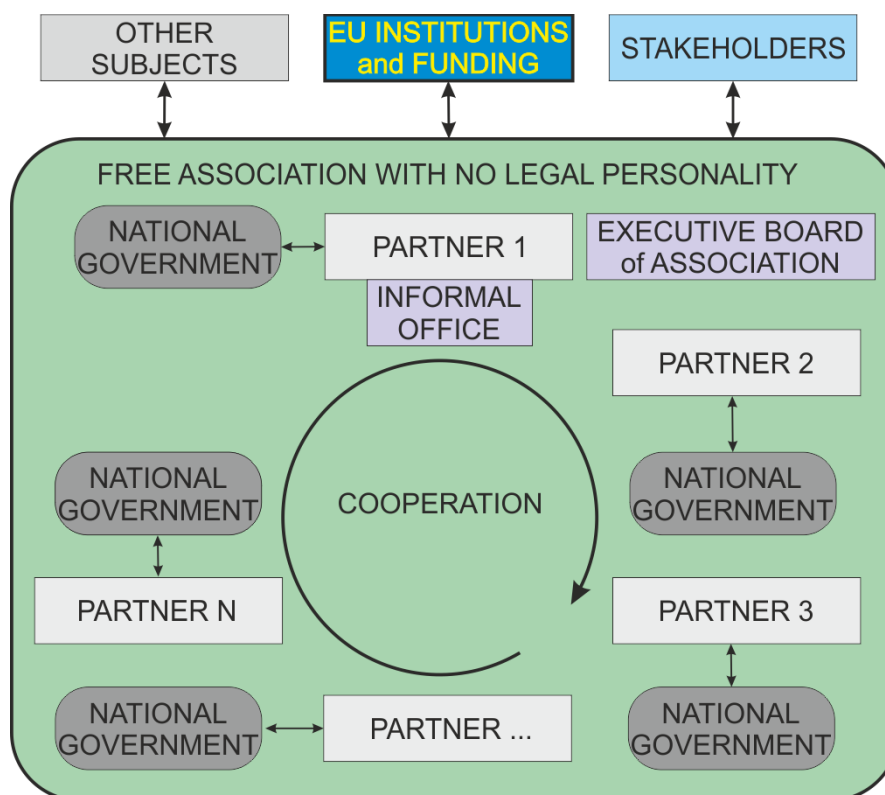 OTHER
SUBJECTS
EU INSTITUTIONS
and FUNDING
STAKEHOLDERS
FREE ASSOCIATION WITH NO LEGAL PERSONALITY
NATIONAL
GOVERNMENT
PARTNER 1
EXECUTIVE BOARD
of ASSOCIATION
INFORMAL
OFFICE
PARTNER 2
NATIONAL
GOVERNMENT
NATIONAL
GOVERNMENT
COOPERATION
PARTNER N
PARTNER 3
NATIONAL
GOVERNMENT
PARTNER ...
NATIONAL
GOVERNMENT